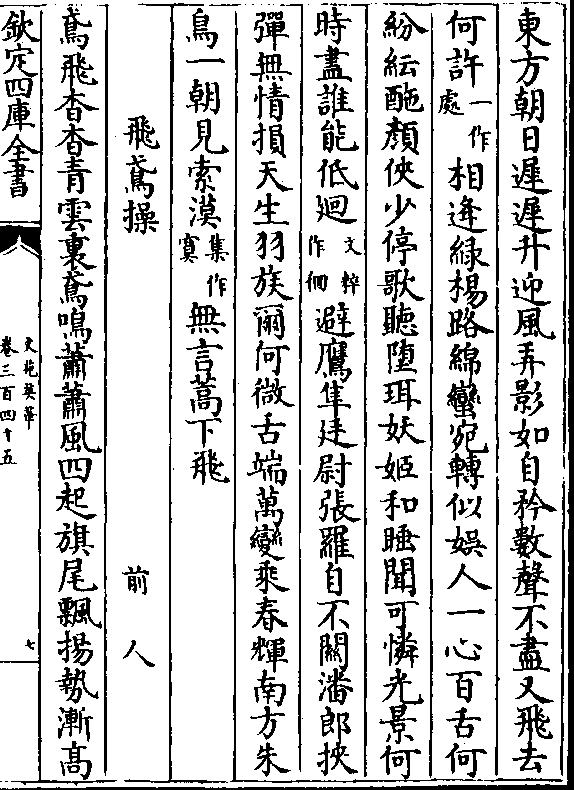 東方朝日遲遲升迎風弄影如自矜數聲不盡又飛去
何許一作處相逢緑楊路綿蠻宛轉似娱人一心百舌何
紛紜酡顔俠少停歌聽堕珥妖姬和睡聞可憐光景何
時盡誰能低迴文粹作佪避鷹隼廷尉張羅自不闗潘郎挾
彈無情損天生羽族爾何微舌端萬變乘春輝南方朱
鳥一朝見索漠集作寞無言蒿下飛
飛鳶操　前人
鳶飛杳杳青雲裏鳶鳴蕭蕭風四起旗尾飄揚勢漸高
欽定四庫全書
文苑英華
卷三百四十五
七